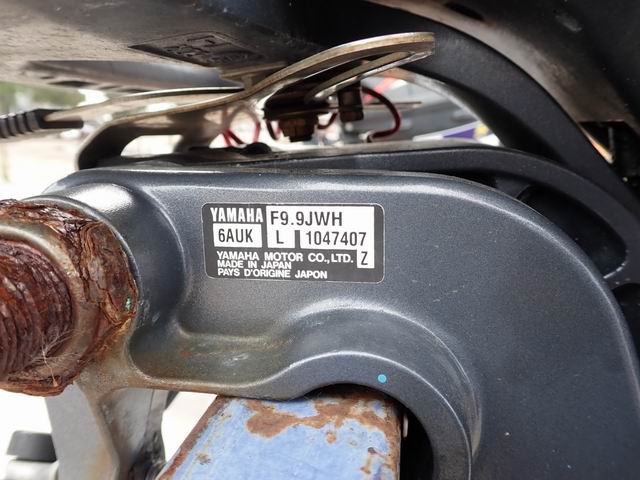 YAMAHA F9.9JWH
6AUK L 1047407
YAMAHA MOTOR CO., LTD. Z
MADE IN JAPAN
PAYS D'ORIGINE JAPON